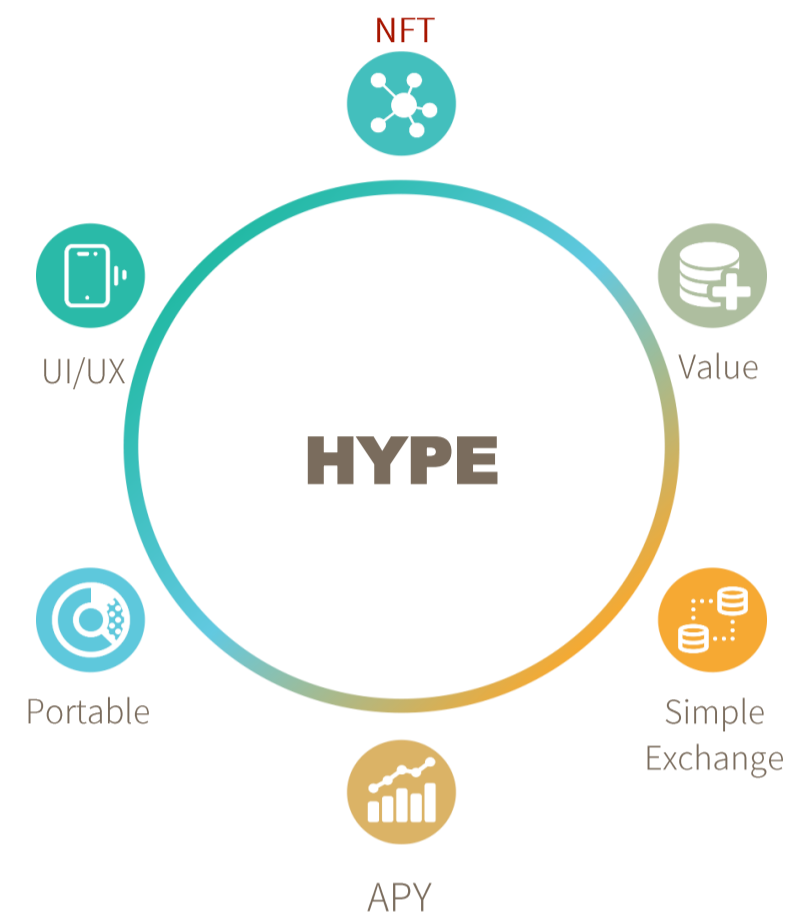 NFT
UI/UX
Value
HYPE
Portable
Simple
Exchange
APY